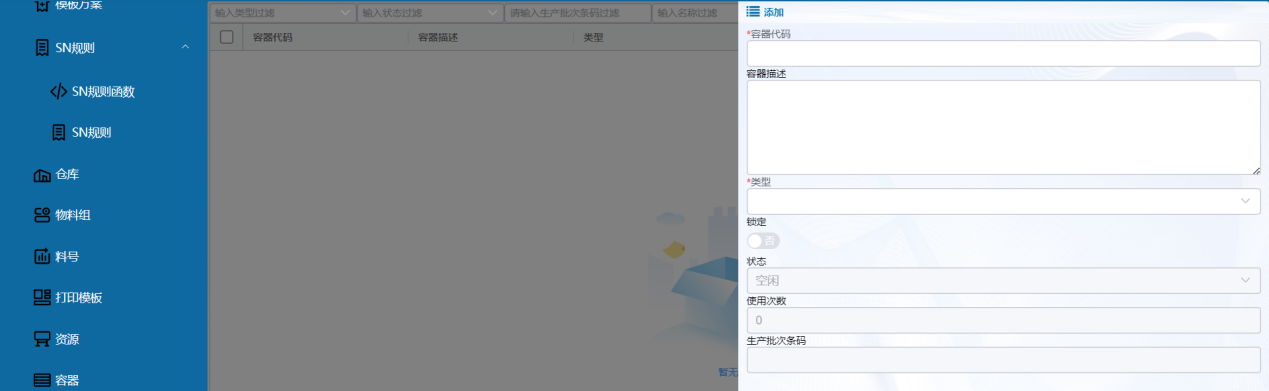 模板方案
SN规则
SN规则函数
SN规则
仓库
物料组
料号
打印模板
资源
容器
输入类型过滤
输入状态过滤
请输入生产批次条码过滤
输入名称过滤
容器代码
容器描述
类型
暂无
添加
*容器代码
容器描述
*类型
锁定
否
状态
空闲
使用次数
0
生产批次条码